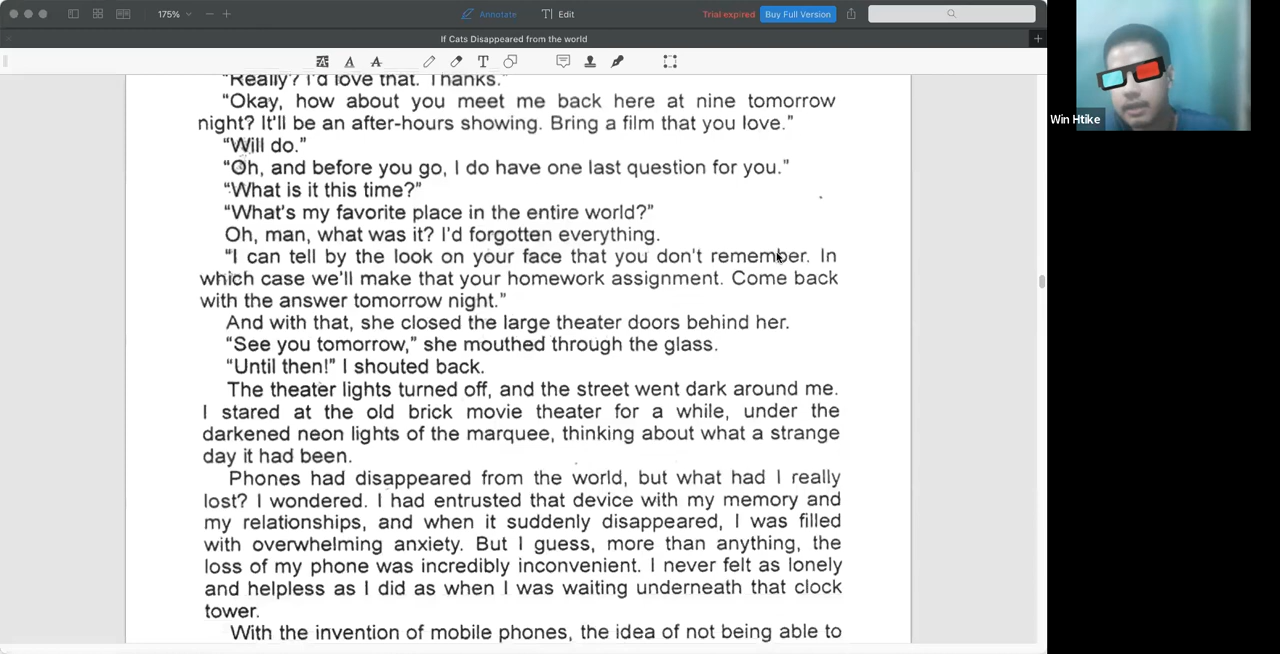 175%
Annotate
Edit
Trial expired
Buy Full Version
If Cats Disappeared from the world
“Really? I'd love that. Thanks.”
“Okay, how about you meet me back here at nine tomorrow
night? It'll be an after-hours showing. Bring a film that you love.”
“Will do.”
“Oh, and before you go, I do have one last question for you.”
“What is it this time?”
“What's my favorite place in the entire world?”
Oh, man, what was it? I'd forgotten everything.
“I can tell by the look on your face that you don't remember. In
which case we'll make that your homework assignment. Come back
with the answer tomorrow night.”
And with that, she closed the large theater doors behind her.
“See you tomorrow,” she mouthed through the glass.
“Until then!” I shouted back.
The theater lights turned off, and the street went dark around me.
I stared at the old brick movie theater for a while, under the
darkened neon lights of the marquee, thinking about what a strange
day it had been.
Phones had disappeared from the world, but what had I really
lost? I wondered. I had entrusted that device with my memory and
my relationships, and when it suddenly disappeared, I was filled
with overwhelming anxiety. But I guess, more than anything, the
loss of my phone was incredibly inconvenient. I never felt as lonely
and helpless as I did as when I was waiting underneath that clock
tower.
With the invention of mobile phones, the idea of not being able to
Win Htike